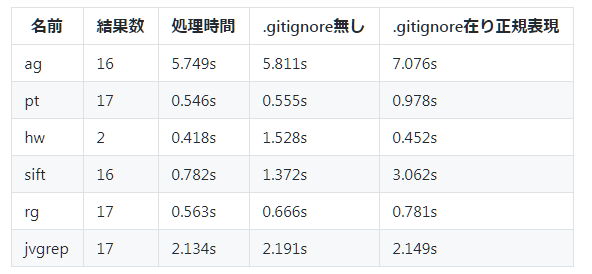 名前 結果数 処理時間 .gitignore無し .gitignore在り正規表現
ag 16 5.749s 5.811s 7.076s
pt 17 0.546s 0.555s 0.978s
hw 2 0.418s 1.528s 0.452s
sift 16 0.782s 1.372s 3.062s
rg 17 0.563s 0.666s 0.781s
jvgrep 17 2.134s 2.191s 2.149s